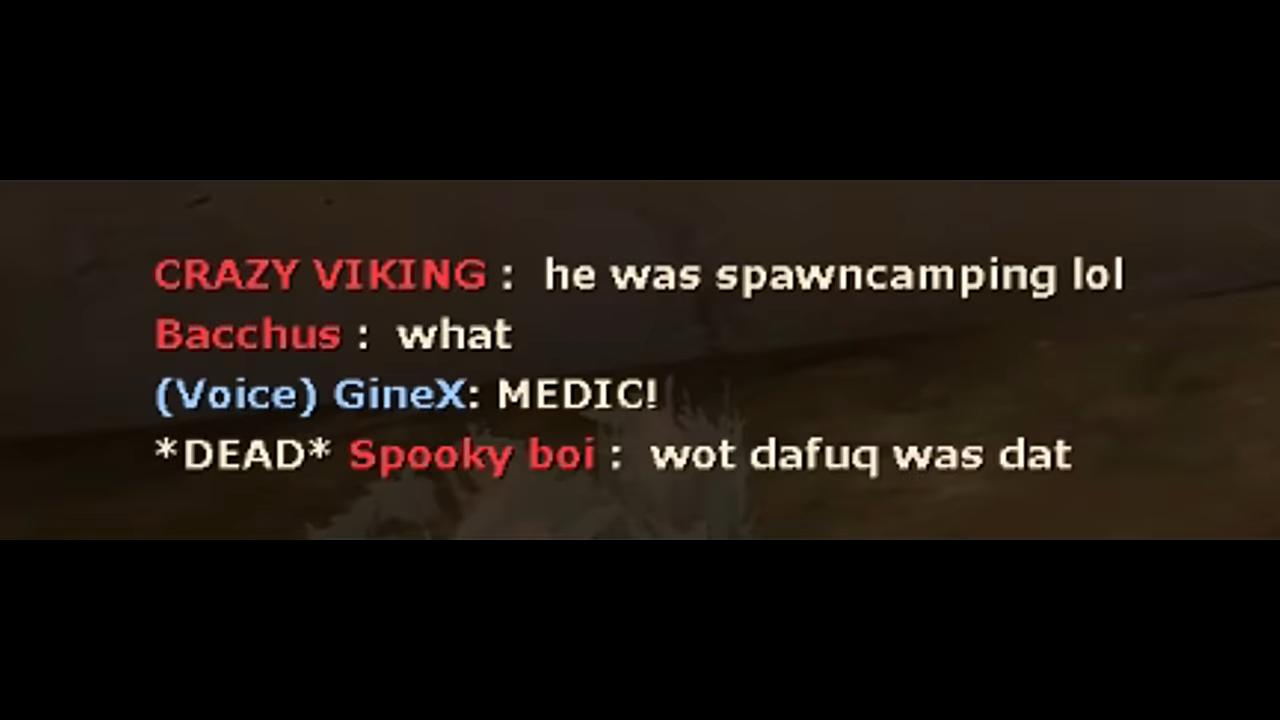 CRAZY VIKING :  he was spawncamping lol
Bacchus :  what
(Voice) GineX: MEDIC!
*DEAD* Spooky boi :  wot dafuq was dat